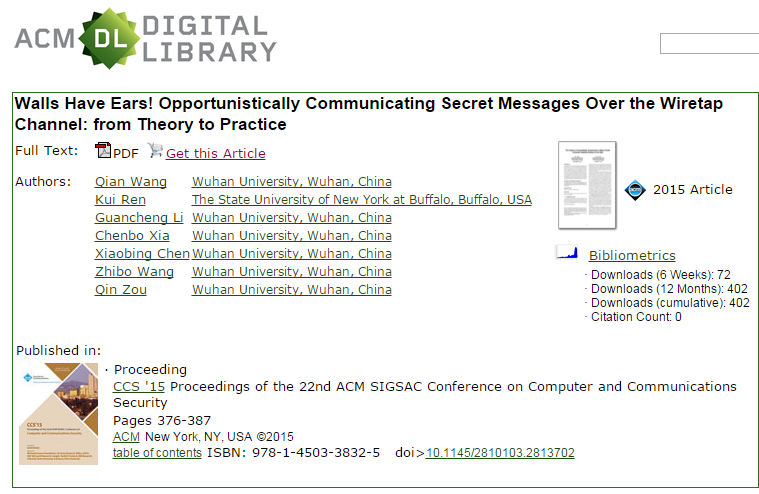 ACM DL DIGITAL LIBRARY
Walls Have Ears! Opportunistically Communicating Secret Messages Over the Wiretap
Channel: from Theory to Practice
Full Text: PDF Get this Article
2015 Article
Authors: Qian Wang Wuhan University, Wuhan, China
Kui Ren The State University of New York at Buffalo, Buffalo, USA
Guancheng Li Wuhan University, Wuhan, China
Chenbo Xia Wuhan University, Wuhan, China
Xiaobing Chen Wuhan University, Wuhan, China
Zhibo Wang Wuhan University, Wuhan, China
Qin Zou Wuhan University, Wuhan, China
Bibliometrics
· Downloads (6 Weeks): 72
· Downloads (12 Months): 402
· Downloads (cumulative): 402
· Citation Count: 0
Published in:
· Proceeding
CCS '15 Proceedings of the 22nd ACM SIGSAC Conference on Computer and Communications
Security
Pages 376-387
ACM New York, NY, USA ©2015
table of contents ISBN: 978-1-4503-3832-5 doi>10.1145/2810103.2813702